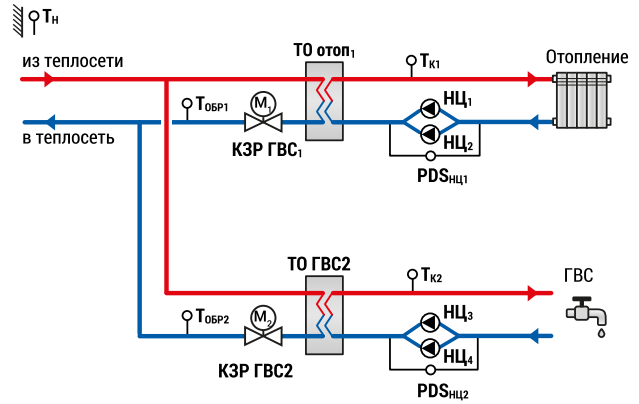 Tн
из теплосети
ТО отоп₁
Tк1
Отопление
Tобр1
M₁
НЦ₁
в теплосеть
КЗР ГВС₁
НЦ₂
PDSнц1
ТО ГВС2
Tк2
ГВС
Tобр2
M₂
НЦ₃
КЗР ГВС2
НЦ₄
PDSнц2